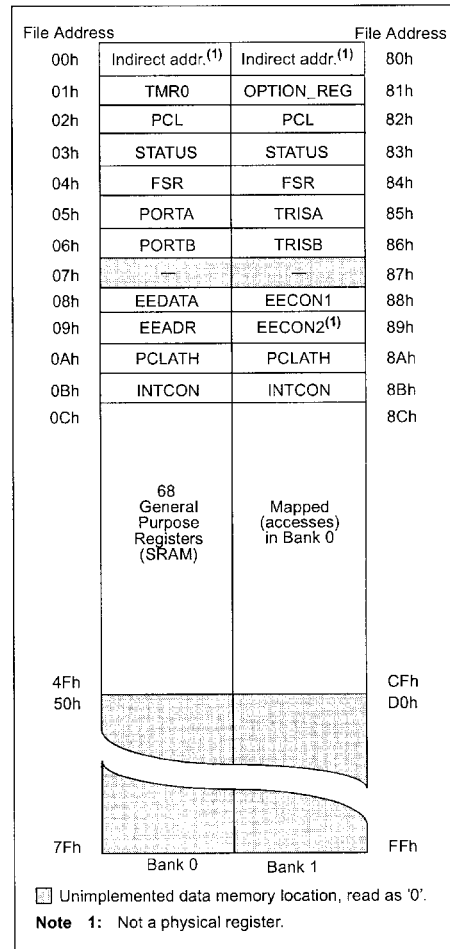 File Address File Address
00h Indirect addr.(1) Indirect addr.(1) 80h
01h TMR0 OPTION_REG 81h
02h PCL PCL 82h
03h STATUS STATUS 83h
04h FSR FSR 84h
05h PORTA TRISA 85h
06h PORTB TRISB 86h
07h — — 87h
08h EEDATA EECON1 88h
09h EEADR EECON2(1) 89h
0Ah PCLATH PCLATH 8Ah
0Bh INTCON INTCON 8Bh
0Ch 8Ch
68
General Mapped
Purpose (accesses)
Registers in Bank 0
(SRAM)
4Fh CFh
50h D0h
7Fh FFh
Bank 0 Bank 1
Unimplemented data memory location, read as '0'.
Note 1: Not a physical register.